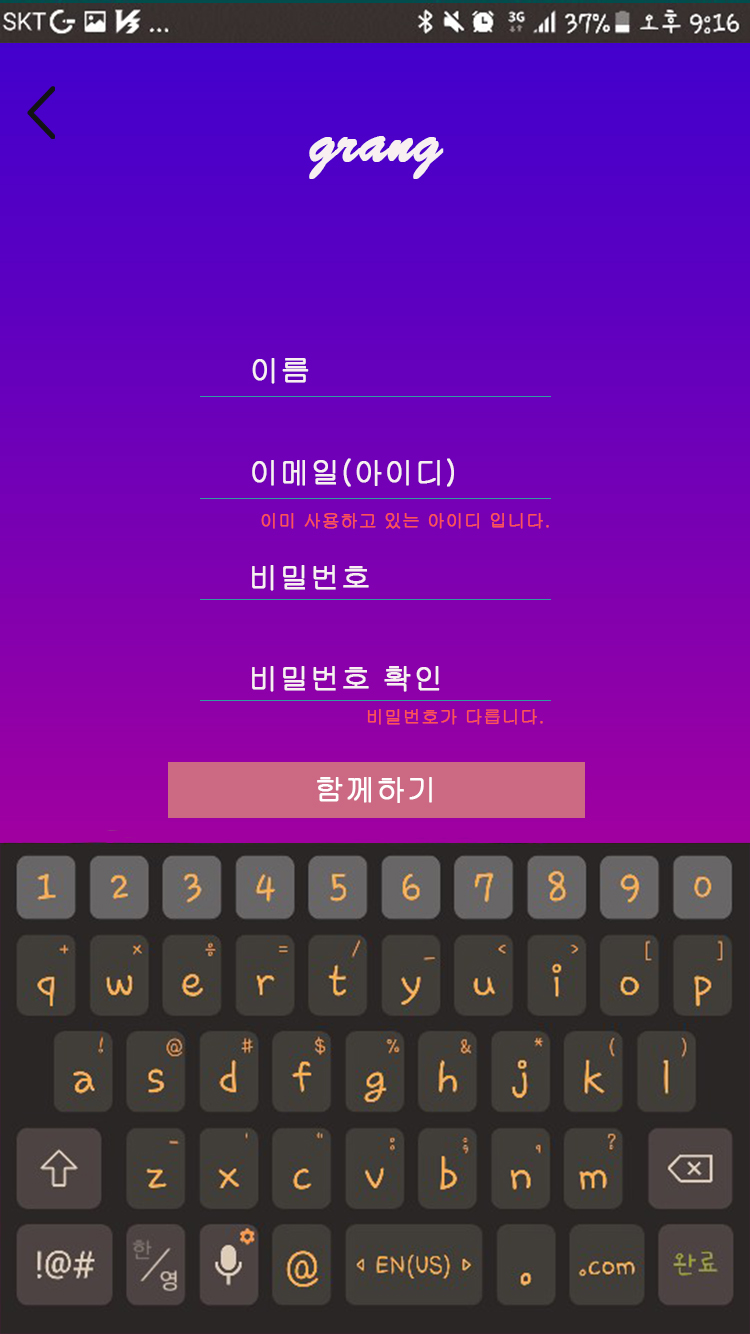 SKT ... 3G 37% 오후 9:16
grang
이름
이메일(아이디)
이미 사용하고 있는 아이디 입니다.
비밀번호
비밀번호 확인
비밀번호가 다릅니다.
함께하기
1 2 3 4 5 6 7 8 9 0
+ × ÷ = / _ < > [ ]
q w e r t y u i o p
! @ # $ % & * ( )
a s d f g h j k l
- ' " : ; , ?
z x c v b n m
!@# 한/영 @ EN(US) . .com 완료